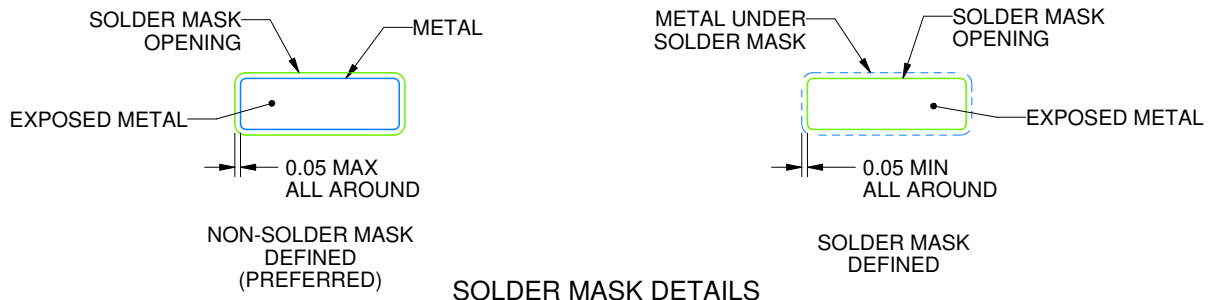 SOLDER MASK
OPENING
METAL
EXPOSED METAL
0.05 MAX
ALL AROUND
NON-SOLDER MASK
DEFINED
(PREFERRED)
METAL UNDER
SOLDER MASK
SOLDER MASK
OPENING
EXPOSED METAL
0.05 MIN
ALL AROUND
SOLDER MASK
DEFINED
SOLDER MASK DETAILS